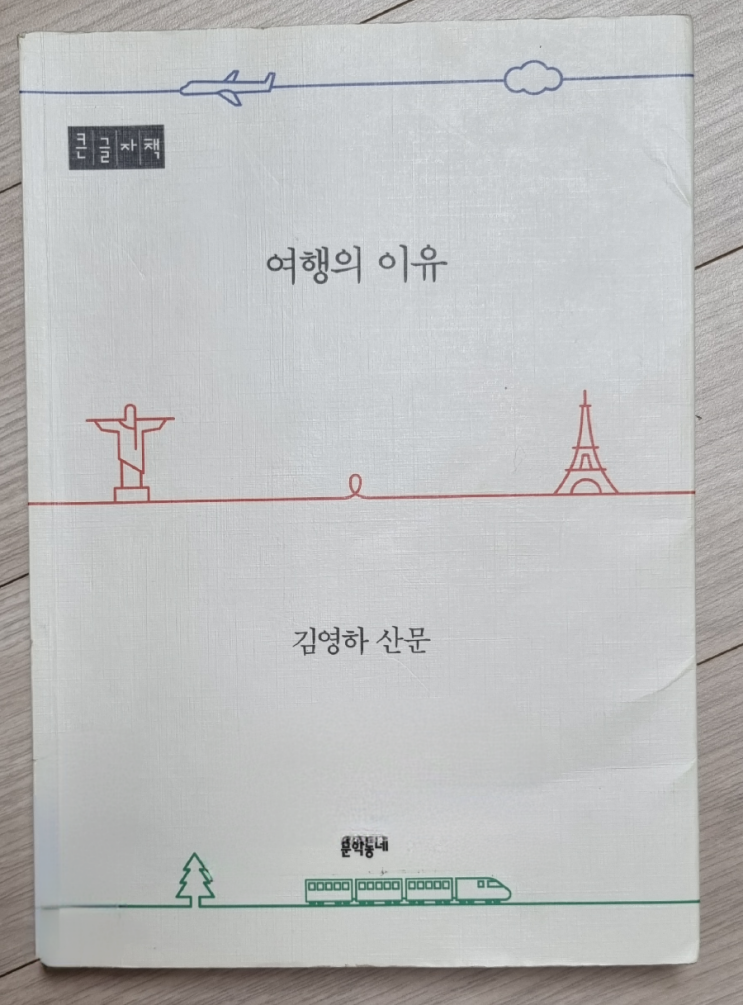 큰글자책
여행의 이유
김영하 산문
문학동네